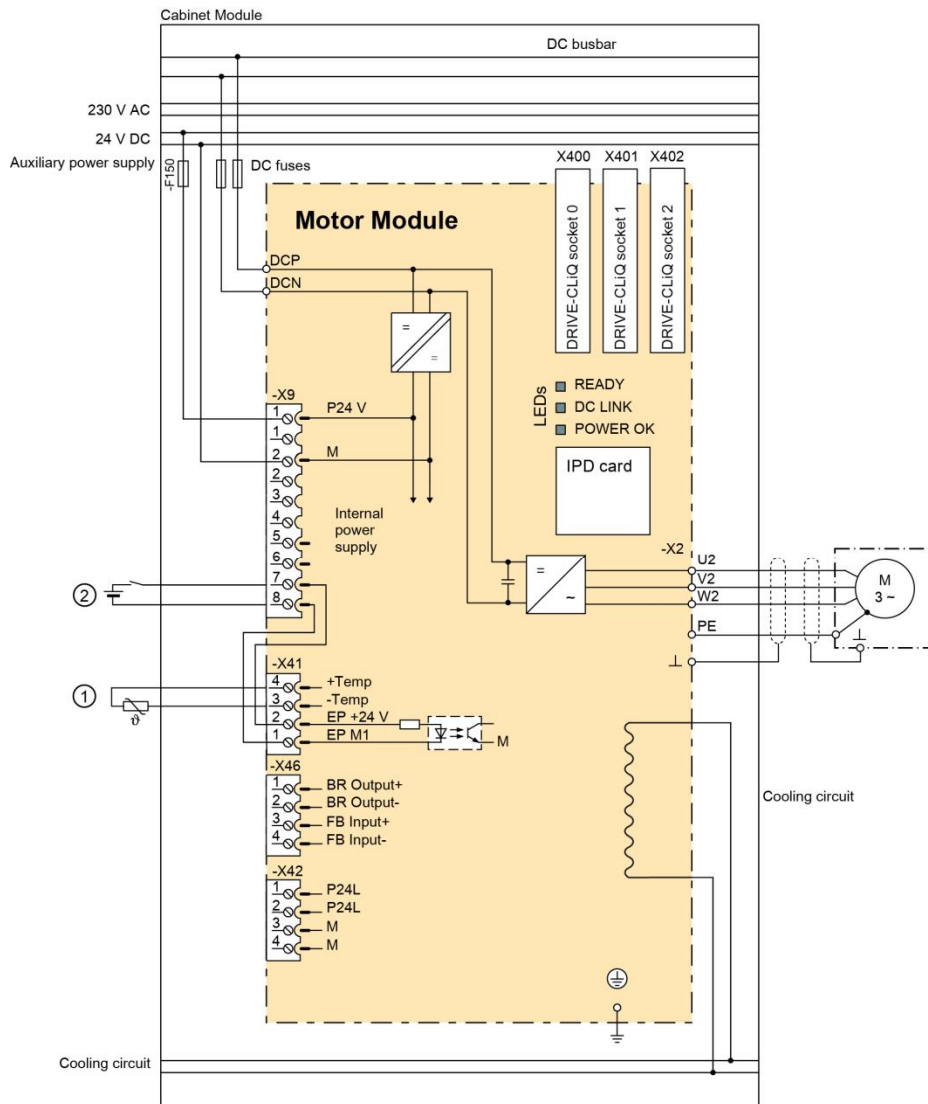 Cabinet Module
DC busbar
230 V AC
24 V DC
Auxiliary power supply
-F150
DC fuses
X400 X401 X402
DRIVE-CLiQ socket 0
DRIVE-CLiQ socket 1
DRIVE-CLiQ socket 2
Motor Module
DCP
DCN
=
=
LEDs
READY
DC LINK
POWER OK
IPD card
-X9
1 P24 V
1
2 M
2
3
4
5
6
7
8
Internal
power
supply
②
-X2
=
~
U2
V2
W2
PE
⊥
M
3 ~
⊥
-X41
4 +Temp
3 -Temp
2 EP +24 V
1 EP M1
M
①
ϑ
-X46
1 BR Output+
2 BR Output-
3 FB Input+
4 FB Input-
Cooling circuit
-X42
1 P24L
2 P24L
3 M
4 M
Cooling circuit